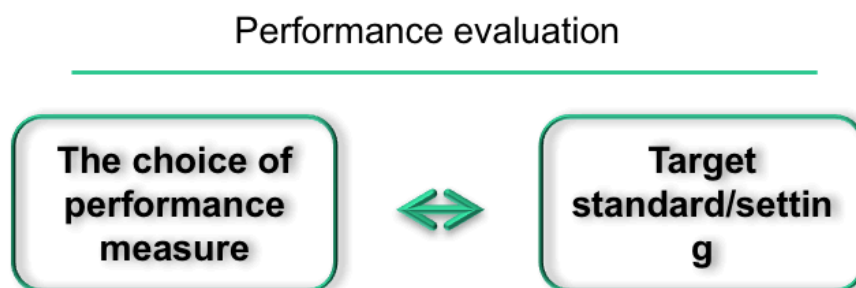 Performance evaluation
The choice of
performance
measure
Target
standard/settin
g